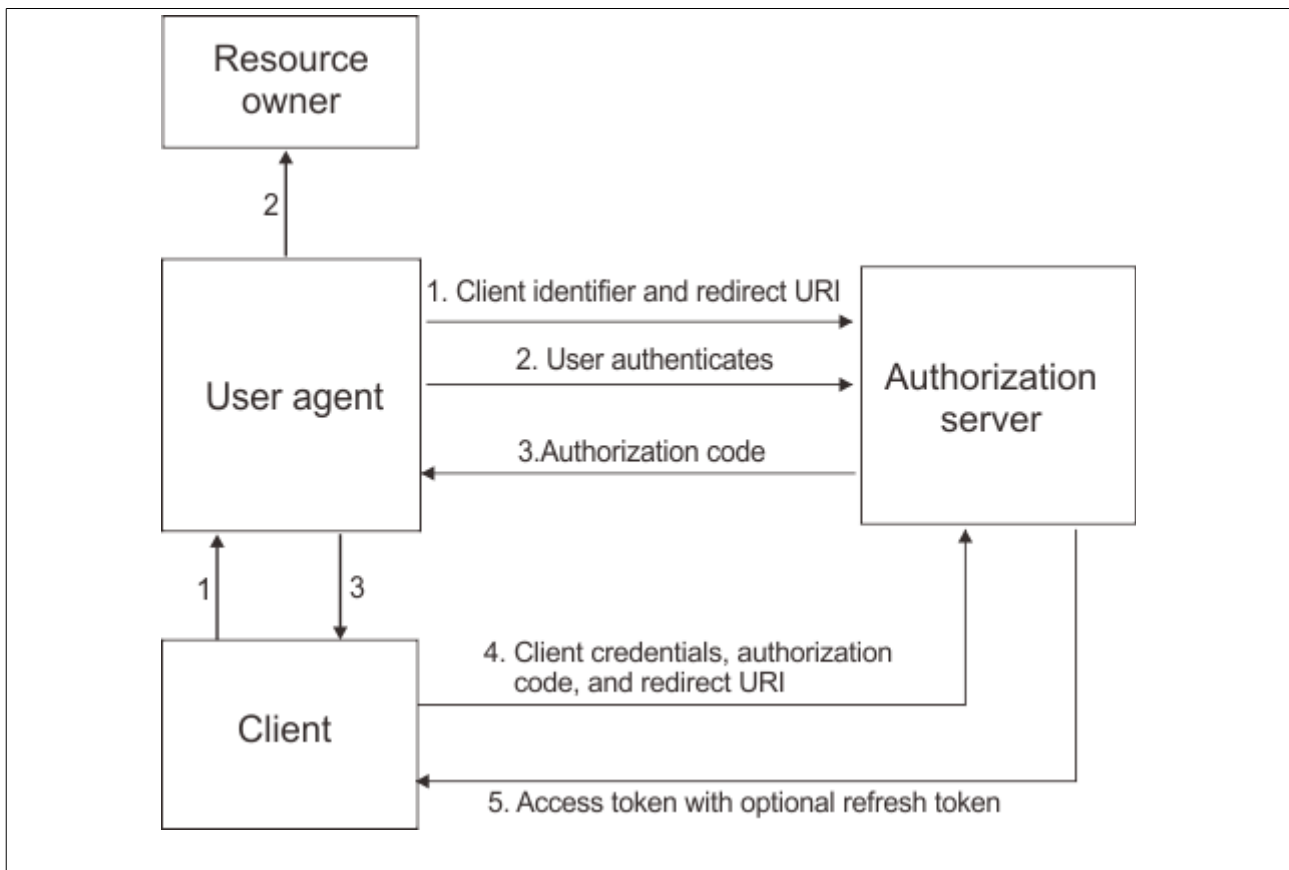 Resource
owner
2
1. Client identifier and redirect URI
2. User authenticates
User agent
Authorization
server
3.Authorization code
1
3
4. Client credentials, authorization
code, and redirect URI
Client
5. Access token with optional refresh token